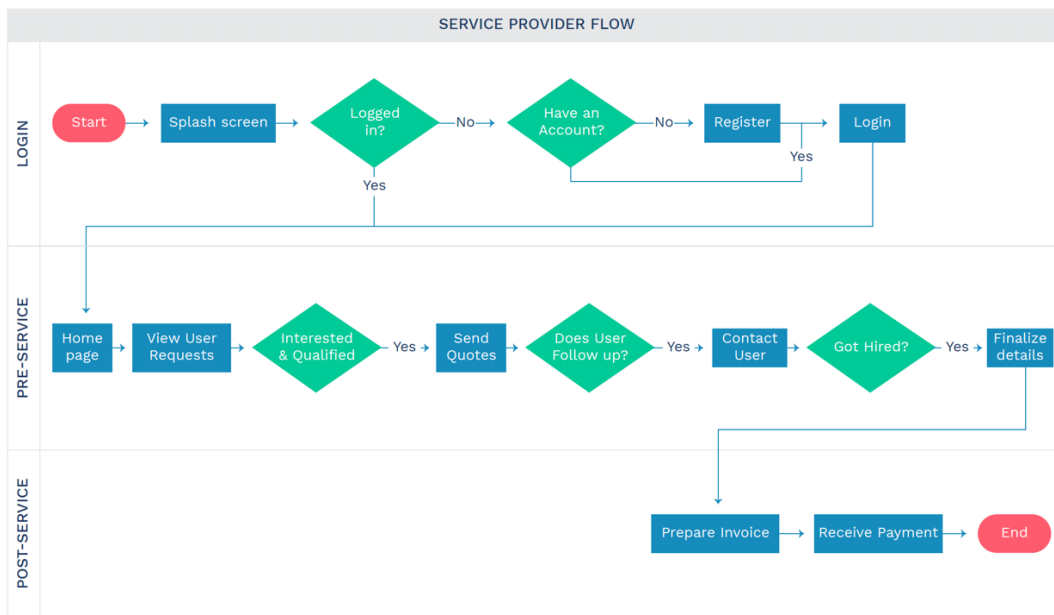 SERVICE PROVIDER FLOW
LOGIN
Start
Splash screen
Logged
in?
No
Have an
Account?
No
Register
Yes
Login
Yes
PRE-SERVICE
Home
page
View User
Requests
Interested
& Qualified
Yes
Send
Quotes
Does User
Follow up?
Yes
Contact
User
Got Hired?
Yes
Finalize
details
POST-SERVICE
Prepare Invoice
Receive Payment
End